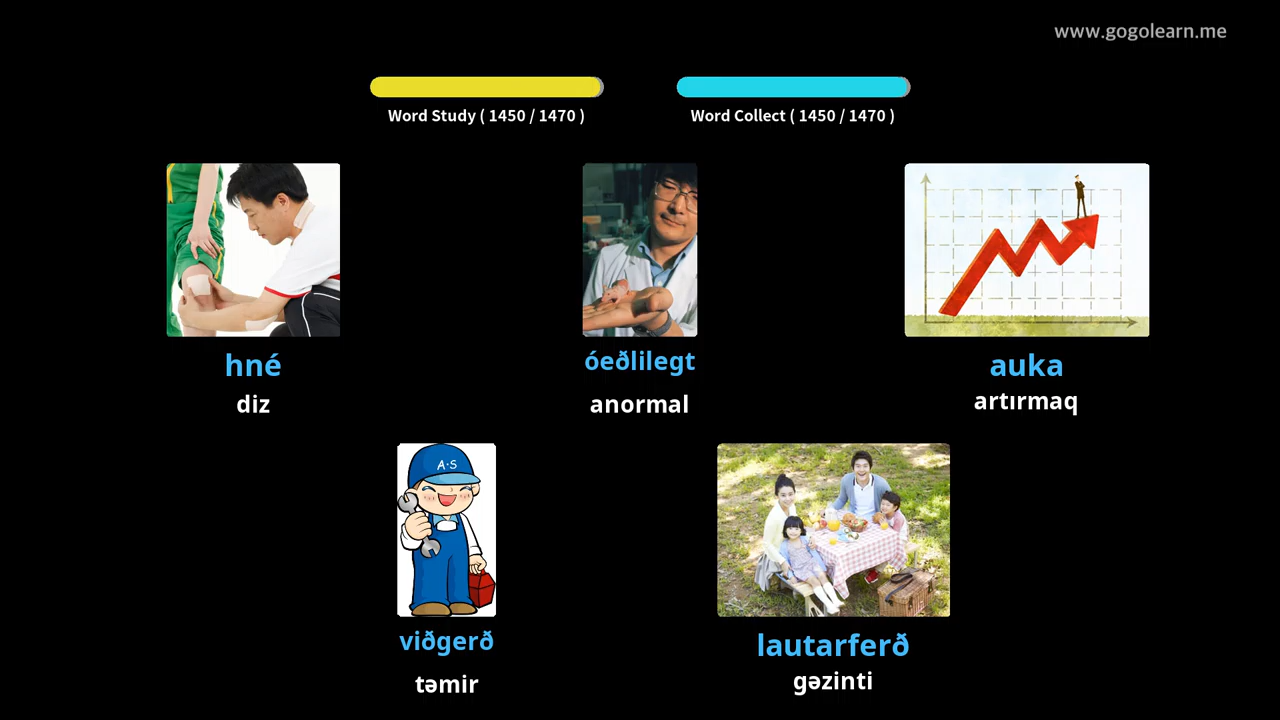 www.gogolearn.me
Word Study ( 1450 / 1470 )
Word Collect ( 1450 / 1470 )
hné
diz
óeðlilegt
anormal
auka
artırmaq
A·S
viðgerð
təmir
lautarferð
gəzinti